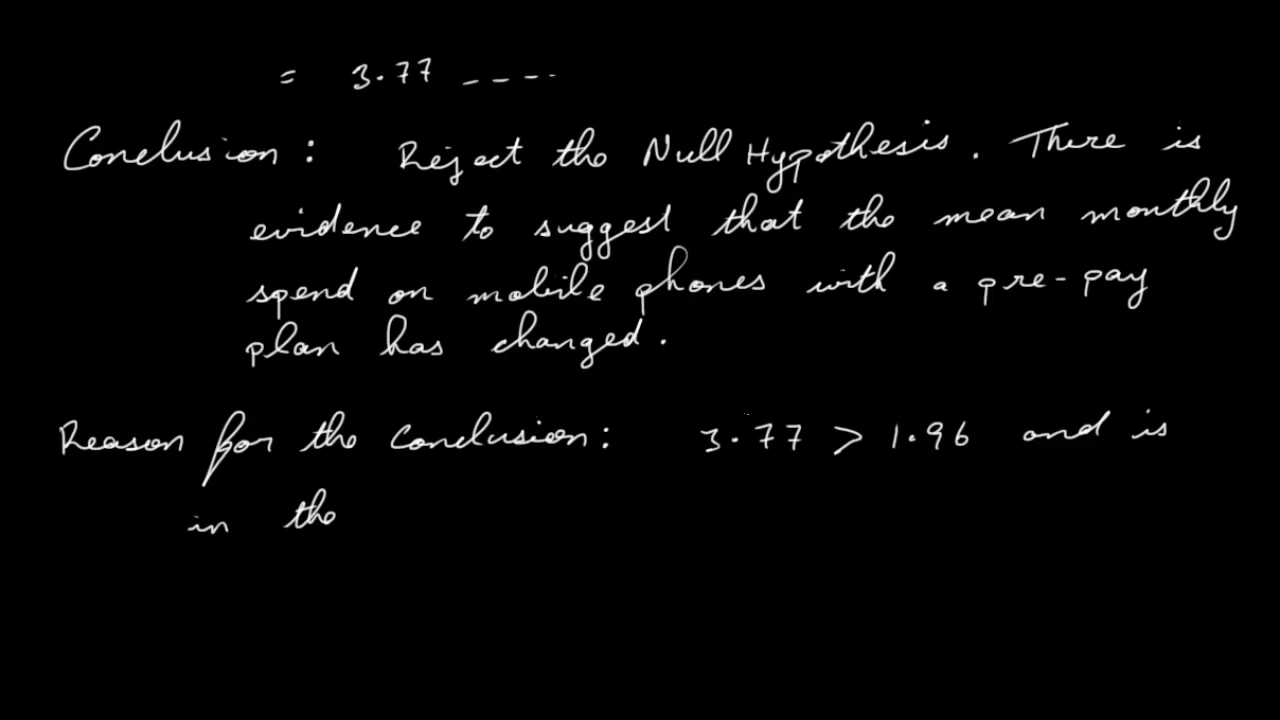 = 3.77 ----
Conclusion: Reject the Null Hypothesis. There is
evidence to suggest that the mean monthly
spend on mobile phones with a pre-pay
plan has changed.
Reason for the conclusion: 3.77 > 1.96 and is
in the